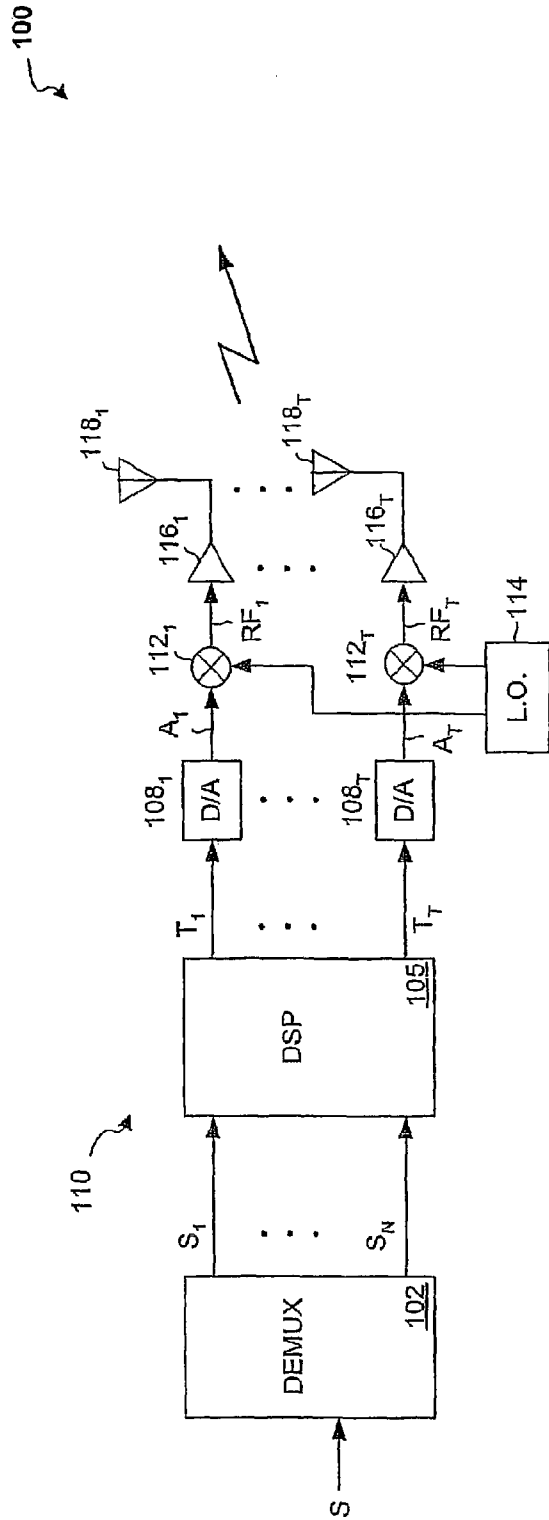 100
110
S
DEMUX
102
S1
. . .
SN
DSP
105
T1
. . .
TT
1081
D/A
. . .
108T
D/A
A1
AT
1121
112T
RF1
RFT
L.O.
114
1161
. . .
116T
1181
. . .
118T